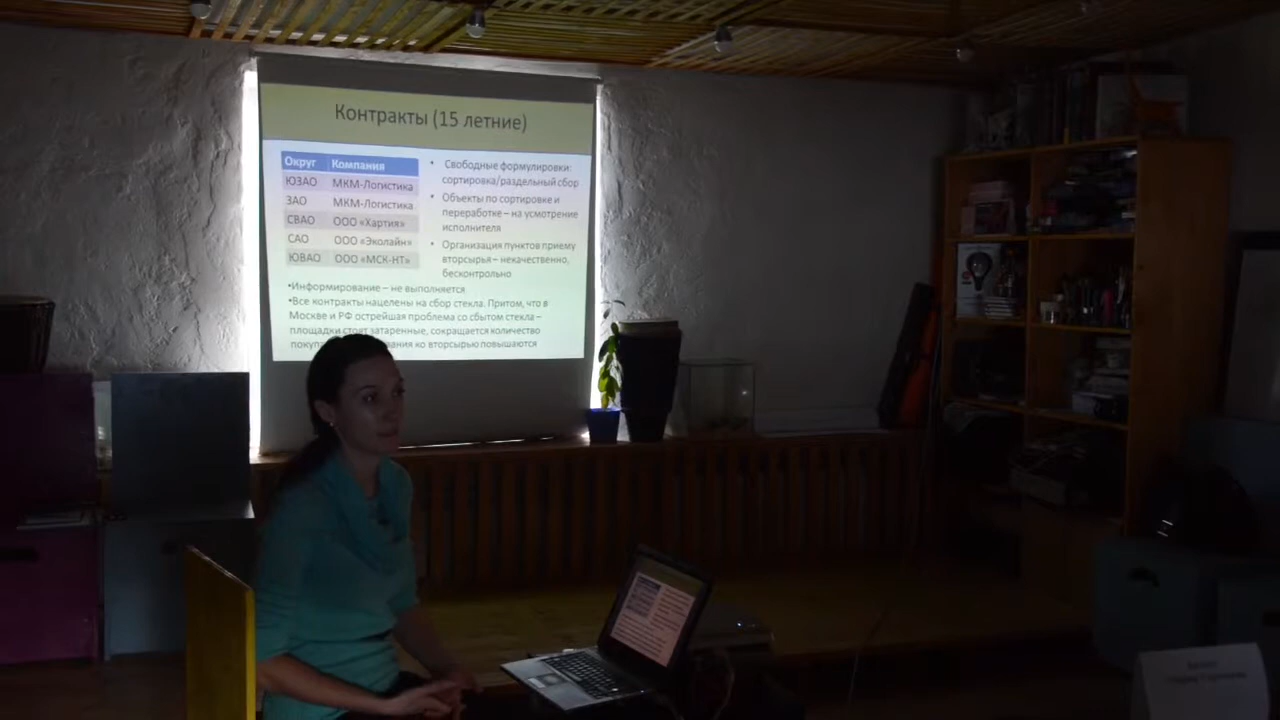 Контракты (15 летние)
Округ Компания
ЮЗАО МКМ-Логистика
ЗАО МКМ-Логистика
СВАО ООО «Хартия»
САО ООО «Эколайн»
ЮВАО ООО «МСК-НТ»
• Свободные формулировки:
сортировка/раздельный сбор
• Объекты по сортировке и
переработке – на усмотрение
исполнителя
• Организация пунктов приему
вторсырья – некачественно,
бесконтрольно
•Информирование – не выполняется
•Все контракты нацелены на сбор стекла. Притом, что в
Москве и РФ острейшая проблема со сбытом стекла –
площадки стоят затаренные, сокращается количество
ко вторсырью повышаются